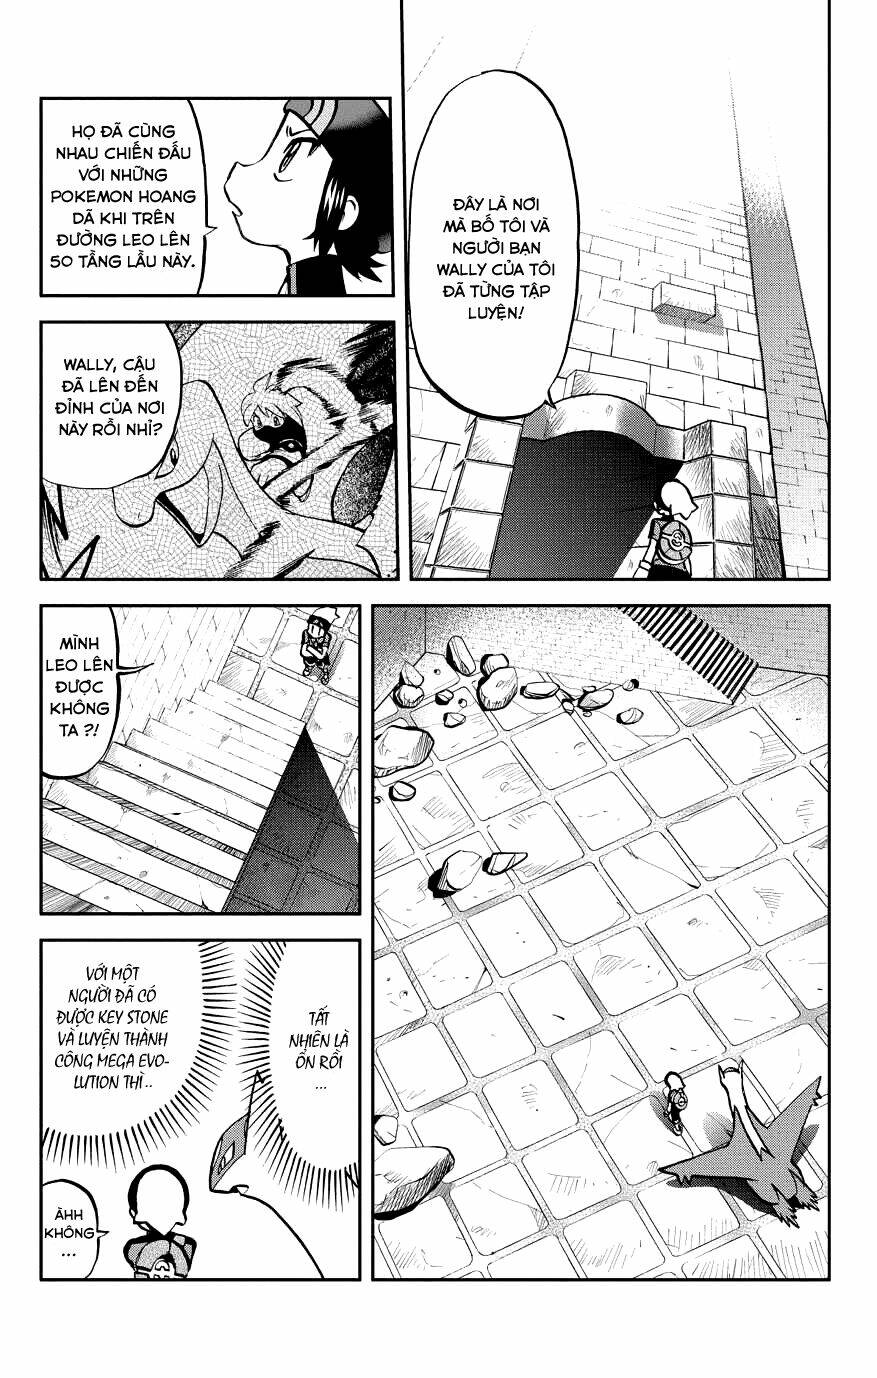 ĐÂY LÀ NƠI
MÀ BỐ TÔI VÀ
NGƯỜI BẠN
WALLY CỦA TÔI
ĐÃ TỪNG TẬP
LUYỆN!
HỌ ĐÃ CÙNG
NHAU CHIẾN ĐẤU
VỚI NHỮNG
POKEMON HOANG
DÃ KHI TRÊN
ĐƯỜNG LEO LÊN
50 TẦNG LẦU NÀY.
WALLY, CẬU
ĐÃ LÊN ĐẾN
ĐỈNH CỦA NƠI
NÀY RỒI NHỈ?
MÌNH
LEO LÊN
ĐƯỢC
KHÔNG
TA ?!
TẤT
NHIÊN LÀ
ỔN RỒI
...
VỚI MỘT
NGƯỜI ĐÃ CÓ
ĐƯỢC KEY STONE
VÀ LUYỆN THÀNH
CÔNG MEGA EVO-
LUTION THÌ ..
ÀHH
KHÔNG
...